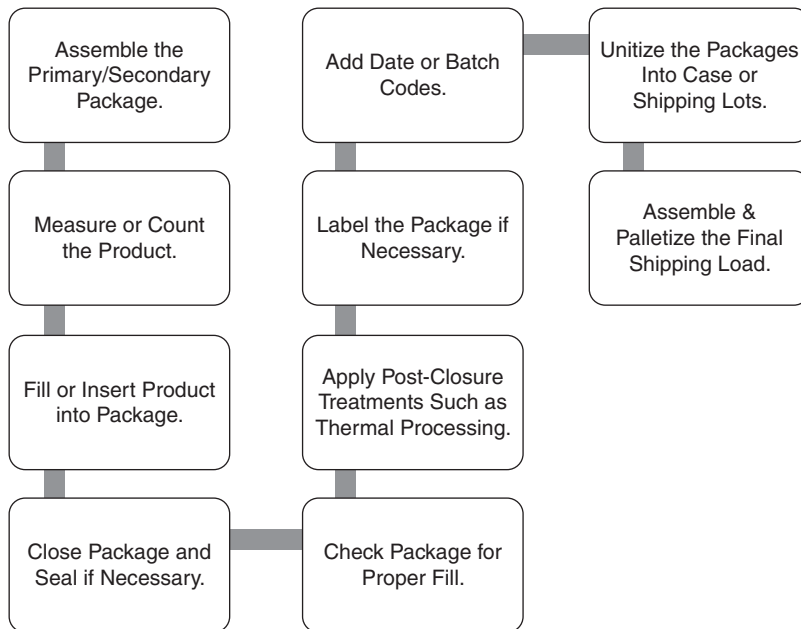 Assemble the
Primary/Secondary
Package.
Measure or Count
the Product.
Fill or Insert Product
into Package.
Close Package and
Seal if Necessary.
Check Package for
Proper Fill.
Apply Post-Closure
Treatments Such as
Thermal Processing.
Label the Package if
Necessary.
Add Date or Batch
Codes.
Unitize the Packages
Into Case or
Shipping Lots.
Assemble &
Palletize the Final
Shipping Load.